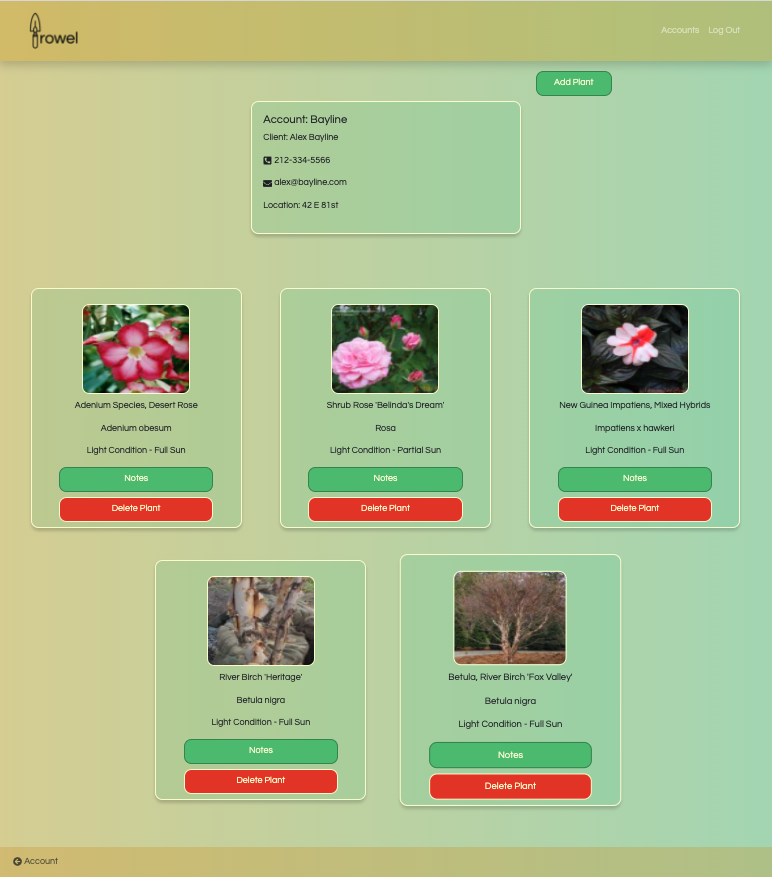 Trowel
Accounts Log Out
Add Plant
Account: Bayline
Client: Alex Bayline
212-334-5566
alex@bayline.com
Location: 42 E 81st
Adenium Species, Desert Rose
Adenium obesum
Light Condition - Full Sun
Notes
Delete Plant
Shrub Rose 'Belinda's Dream'
Rosa
Light Condition - Partial Sun
Notes
Delete Plant
New Guinea Impatiens, Mixed Hybrids
Impatiens x hawkeri
Light Condition - Full Sun
Notes
Delete Plant
River Birch 'Heritage'
Betula nigra
Light Condition - Full Sun
Notes
Delete Plant
Betula, River Birch 'Fox Valley'
Betula nigra
Light Condition - Full Sun
Notes
Delete Plant
Account